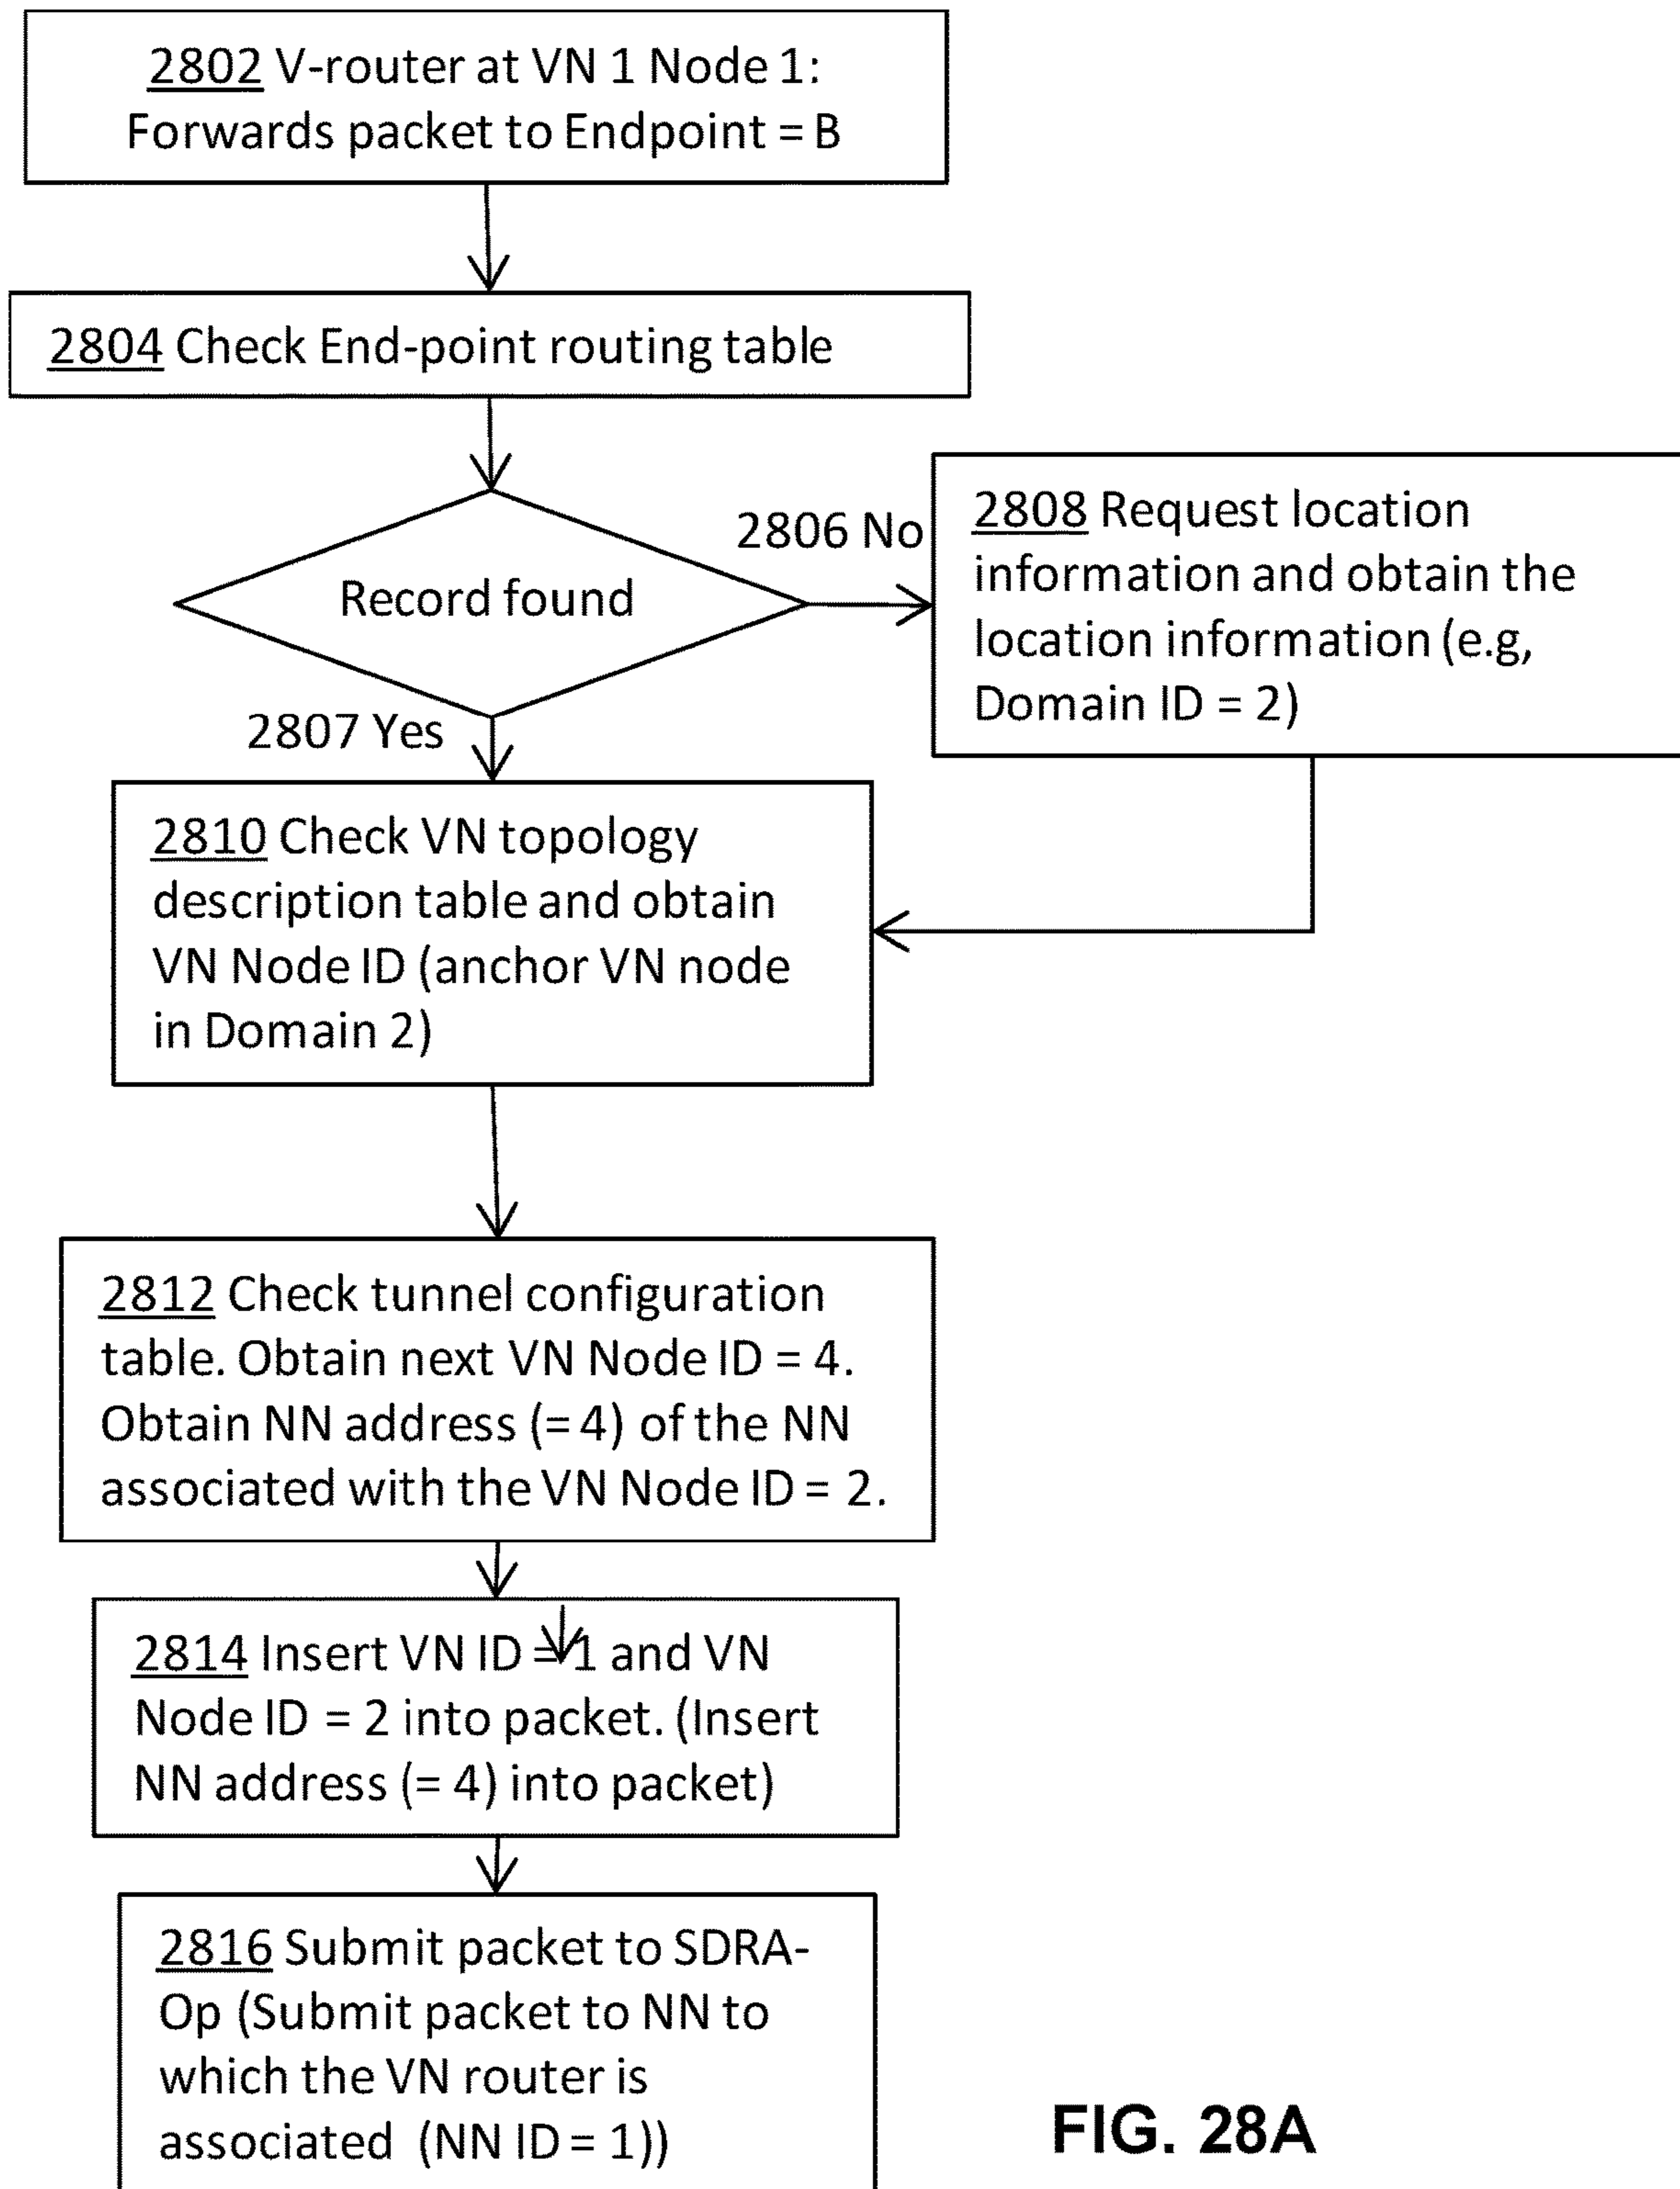 2802 V-router at VN 1 Node 1:
Forwards packet to Endpoint = B
2804 Check End-point routing table
Record found
2806 No
2808 Request location
information and obtain the
location information (e.g,
Domain ID = 2)
2807 Yes
2810 Check VN topology
description table and obtain
VN Node ID (anchor VN node
in Domain 2)
2812 Check tunnel configuration
table. Obtain next VN Node ID = 4.
Obtain NN address (= 4) of the NN
associated with the VN Node ID = 2.
2814 Insert VN ID = 1 and VN
Node ID = 2 into packet. (Insert
NN address (= 4) into packet)
2816 Submit packet to SDRA-
Op (Submit packet to NN to
which the VN router is
associated (NN ID = 1))
FIG. 28A